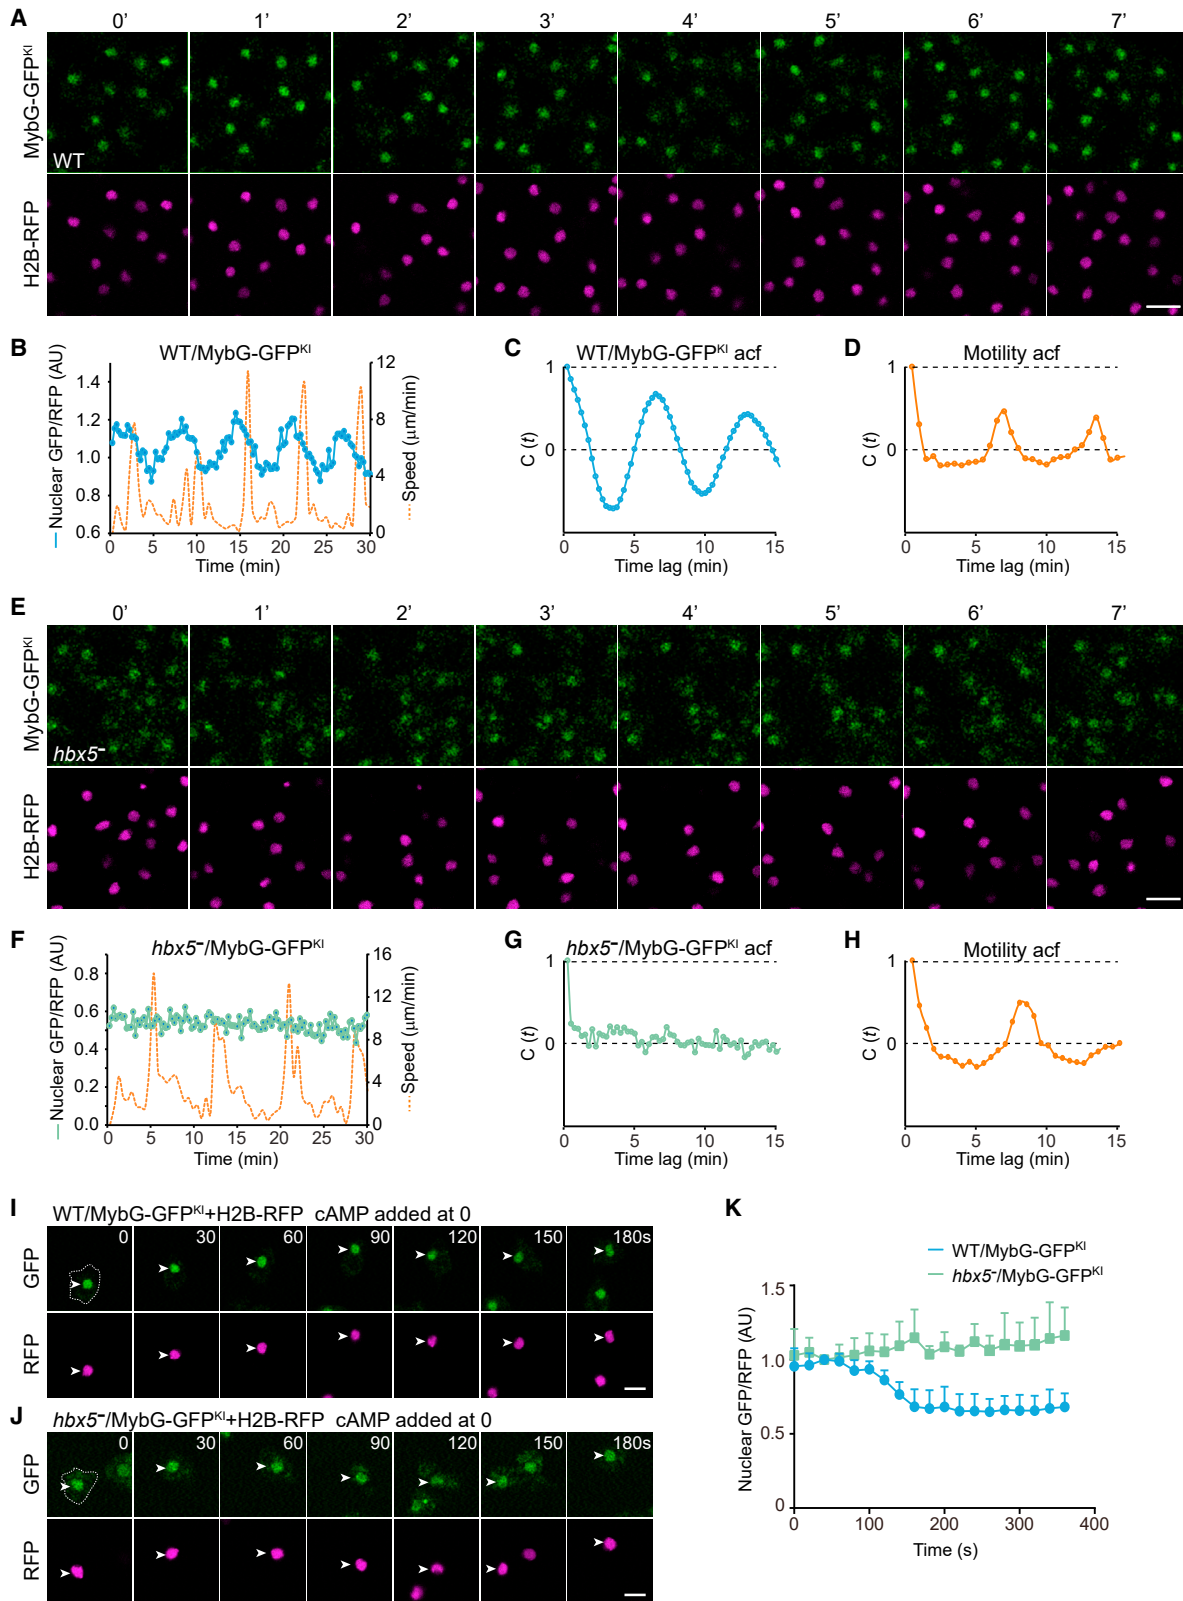 A
0’ 1’ 2’ 3’ 4’ 5’ 6’ 7’
MybG-GFPKI
WT
H2B-RFP
B
WT/MybG-GFPKI
Nuclear GFP/RFP (AU)
1.4
1.2
1.0
0.8
0.6
12
8
4
0
Speed (μm/min)
0 5 10 15 20 25 30
Time (min)
C
WT/MybG-GFPKI acf
C (t)
1
0
0 5 10 15
Time lag (min)
D
Motility acf
C (t)
1
0
0 5 10 15
Time lag (min)
E
0’ 1’ 2’ 3’ 4’ 5’ 6’ 7’
MybG-GFPKI
hbx5-
H2B-RFP
F
hbx5-/MybG-GFPKI
Nuclear GFP/RFP (AU)
0.8
0.6
0.4
0.2
0.0
16
12
8
4
0
Speed (μm/min)
0 5 10 15 20 25 30
Time (min)
G
hbx5-/MybG-GFPKI acf
C (t)
1
0
0 5 10 15
Time lag (min)
H
Motility acf
C (t)
1
0
0 5 10 15
Time lag (min)
I
WT/MybG-GFPKI+H2B-RFP cAMP added at 0
0 30 60 90 120 150 180s
GFP
RFP
J
hbx5-/MybG-GFPKI+H2B-RFP cAMP added at 0
0 30 60 90 120 150 180s
GFP
RFP
K
WT/MybG-GFPKI
hbx5-/MybG-GFPKI
Nuclear GFP/RFP (AU)
1.5
1.0
0.5
0
0 100 200 300 400
Time (s)